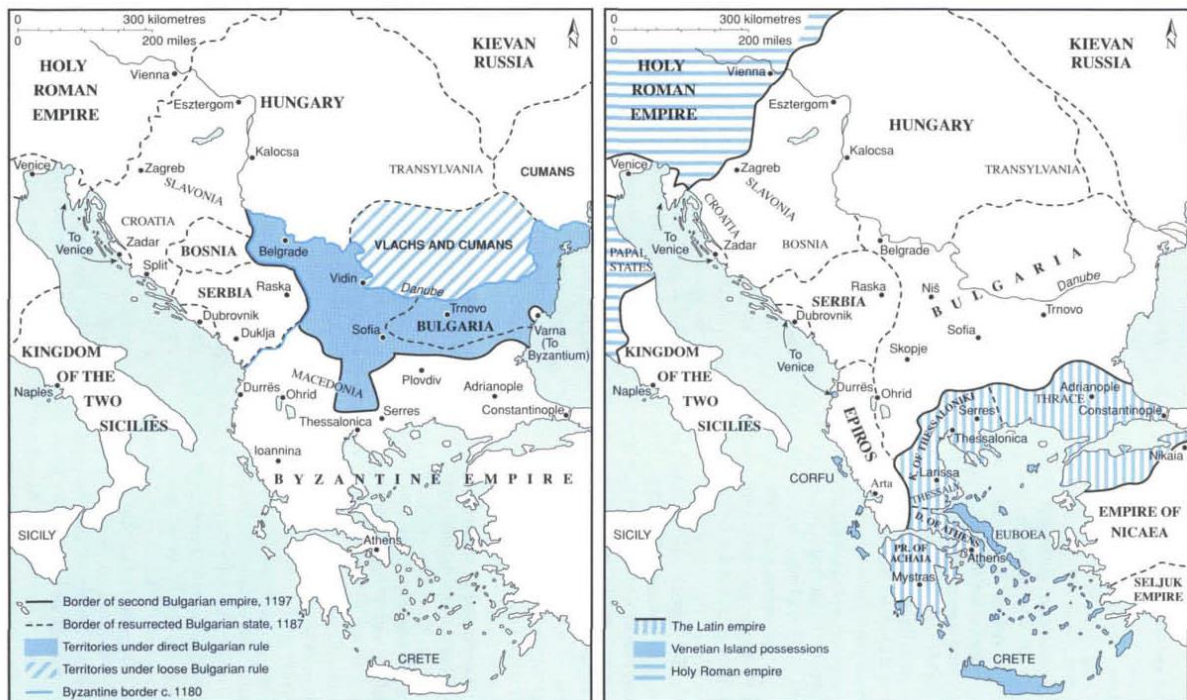 0 300 kilometres
0 200 miles
N
HOLY
ROMAN
EMPIRE
KIEVAN
RUSSIA
Vienna
Esztergom
HUNGARY
Kalocsa
Venice
Zagreb
SLAVONIA
TRANSYLVANIA
CUMANS
CROATIA
To
Venice
Zadar
Split
BOSNIA
Belgrade
VLACHS AND CUMANS
Vidin
Danube
SERBIA
Raska
Trnovo
BULGARIA
Dubrovnik
Sofia
Varna
(To
Byzantium)
Duklja
KINGDOM
OF THE
TWO
SICILIES
Naples
MACEDONIA
Plovdiv
Durrës
Ohrid
Adrianople
Serres
Constantinople
Thessalonica
Ioannina
BYZANTINE EMPIRE
SICILY
Athens
CRETE
Border of second Bulgarian empire, 1197
Border of resurrected Bulgarian state, 1187
Territories under direct Bulgarian rule
Territories under loose Bulgarian rule
Byzantine border c. 1180
0 300 kilometres
0 200 miles
N
HOLY
ROMAN
EMPIRE
KIEVAN
RUSSIA
Vienna
Esztergom
HUNGARY
Kalocsa
Venice
Zagreb
SLAVONIA
TRANSYLVANIA
CROATIA
To
Venice
Zadar
BOSNIA
Belgrade
PAPAL
STATES
BULGARIA
Danube
SERBIA
Raska
Niš
Trnovo
Dubrovnik
Sofia
Skopje
To
Venice
KINGDOM
OF THE
TWO
SICILIES
Naples
Durrës
Ohrid
EPIROS
K. OF THESSALONIKI
Serres
Adrianople
THRACE
Constantinople
Thessalonica
Nikaia
CORFU
Larissa
THESSALY
Arta
EMPIRE OF
NICAEA
D. OF ATHENS
EUBOEA
Athens
PR. OF
ACHAIA
Mystras
SICILY
SELJUK
EMPIRE
CRETE
The Latin empire
Venetian Island possessions
Holy Roman empire